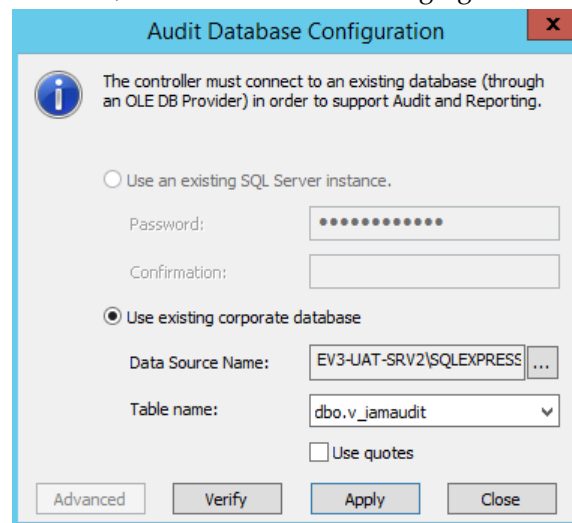 Audit Database Configuration
x
The controller must connect to an existing database (through
an OLE DB Provider) in order to support Audit and Reporting.
Use an existing SQL Server instance.
Password: ●●●●●●●●●●●●
Confirmation:
Use existing corporate database
Data Source Name: EV3-UAT-SRV2\SQLEXPRESS ...
Table name: dbo.v_iamaudit
Use quotes
Advanced Verify Apply Close